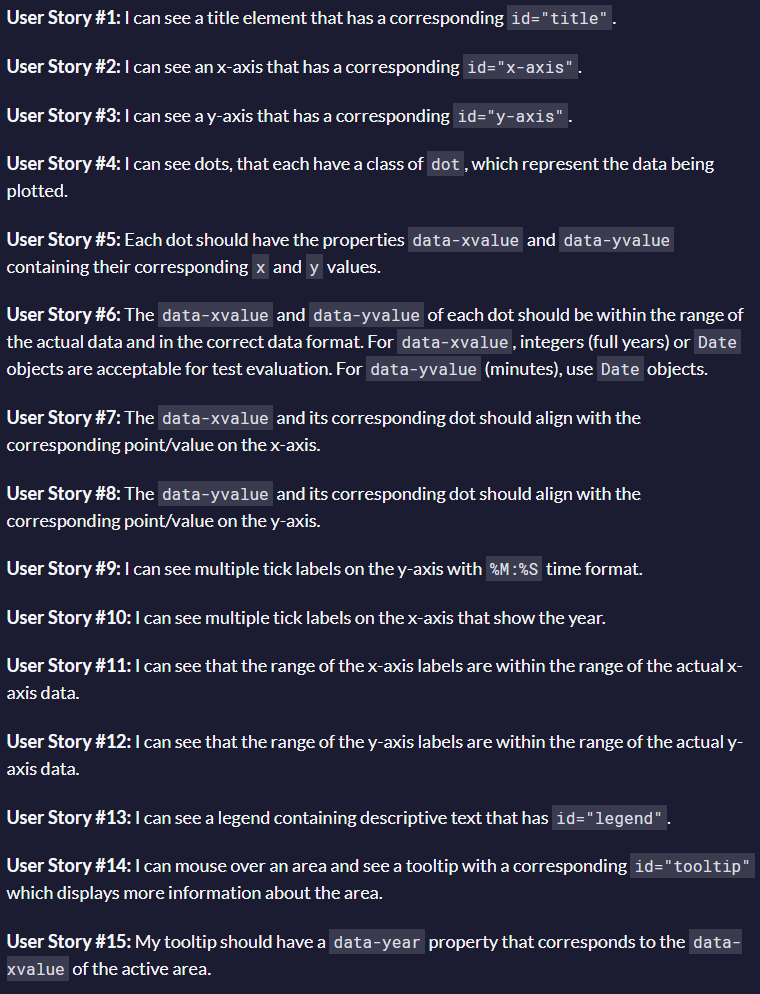 User Story #1: I can see a title element that has a corresponding id="title".
User Story #2: I can see an x-axis that has a corresponding id="x-axis".
User Story #3: I can see a y-axis that has a corresponding id="y-axis".
User Story #4: I can see dots, that each have a class of dot, which represent the data being
plotted.
User Story #5: Each dot should have the properties data-xvalue and data-yvalue
containing their corresponding x and y values.
User Story #6: The data-xvalue and data-yvalue of each dot should be within the range of
the actual data and in the correct data format. For data-xvalue, integers (full years) or Date
objects are acceptable for test evaluation. For data-yvalue (minutes), use Date objects.
User Story #7: The data-xvalue and its corresponding dot should align with the
corresponding point/value on the x-axis.
User Story #8: The data-yvalue and its corresponding dot should align with the
corresponding point/value on the y-axis.
User Story #9: I can see multiple tick labels on the y-axis with %M:%S time format.
User Story #10: I can see multiple tick labels on the x-axis that show the year.
User Story #11: I can see that the range of the x-axis labels are within the range of the actual x-
axis data.
User Story #12: I can see that the range of the y-axis labels are within the range of the actual y-
axis data.
User Story #13: I can see a legend containing descriptive text that has id="legend".
User Story #14: I can mouse over an area and see a tooltip with a corresponding id="tooltip"
which displays more information about the area.
User Story #15: My tooltip should have a data-year property that corresponds to the data-
xvalue of the active area.